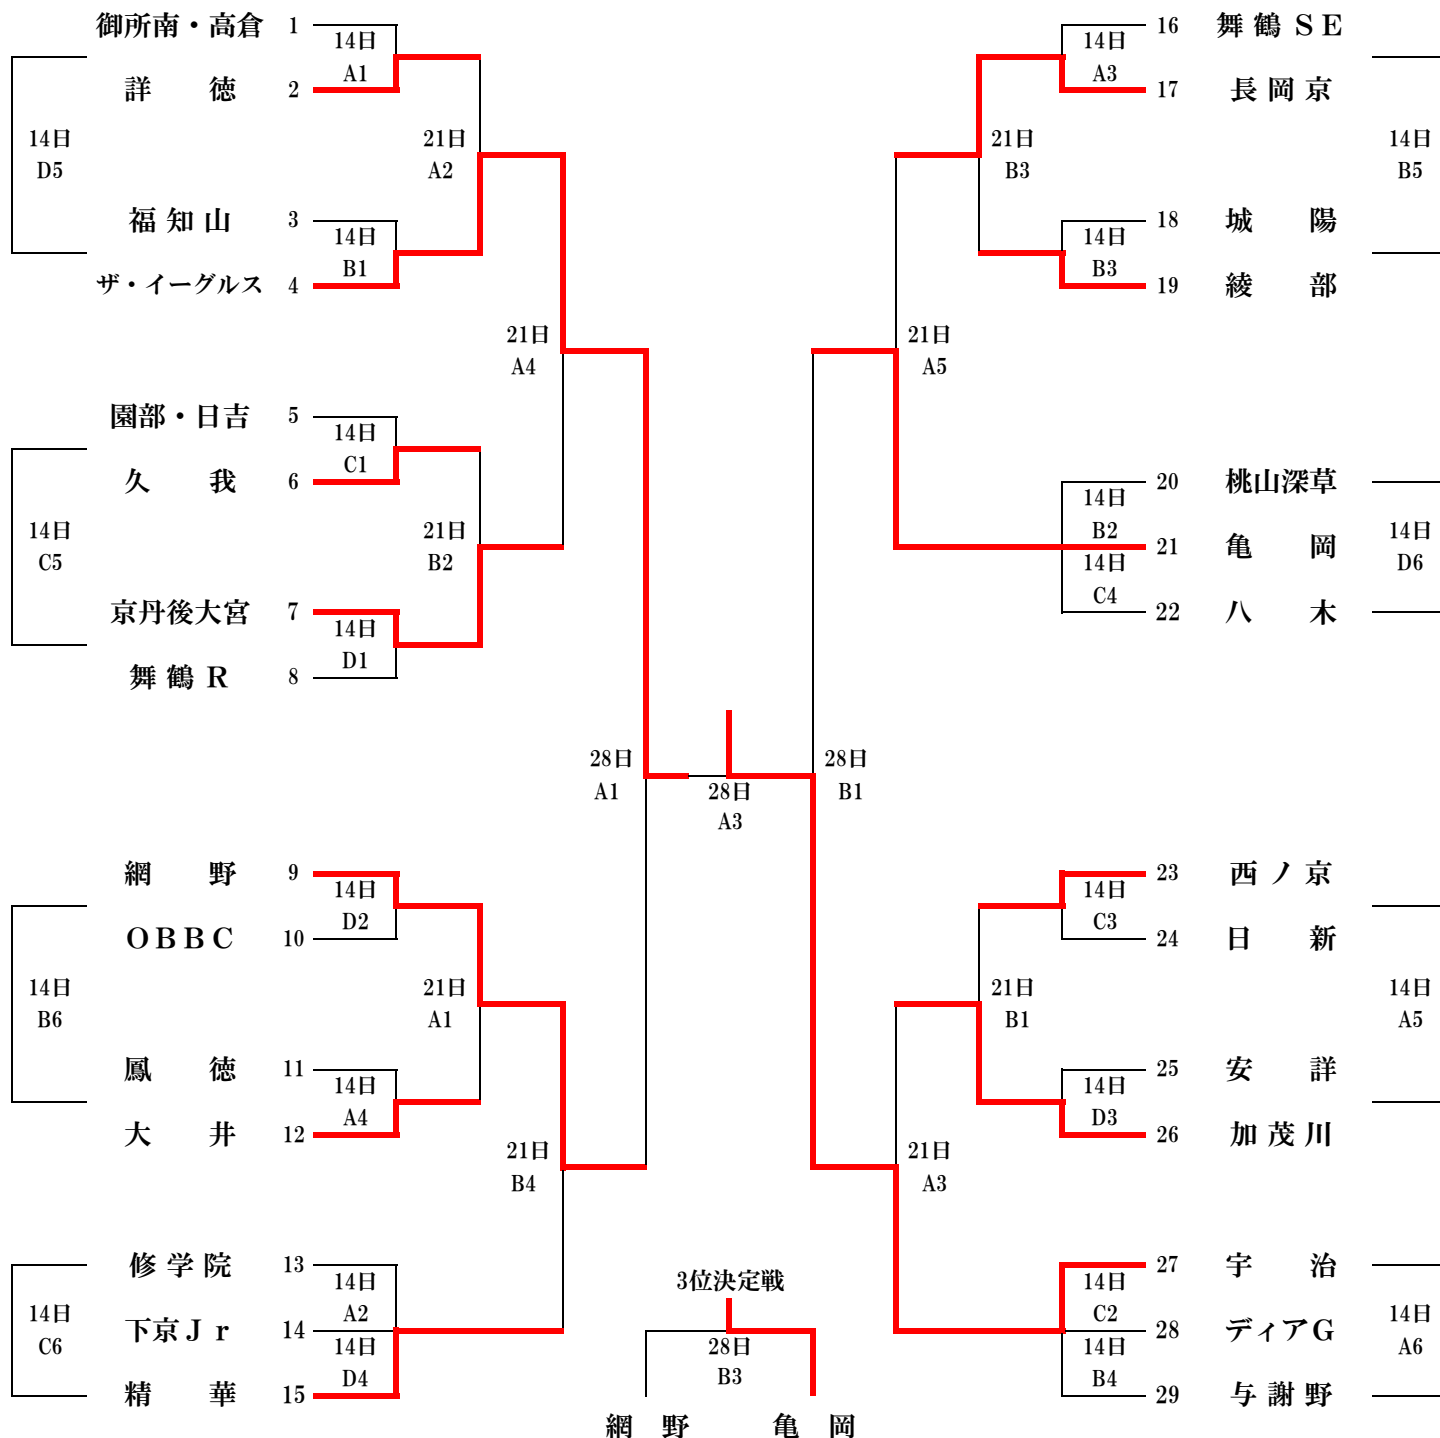 御所南・高倉 1
14日
A1
詳徳 2
14日
D5
21日
A2
福知山 3
14日
B1
ザ・イーグルス 4
21日
A4
園部・日吉 5
14日
C1
久我 6
14日
C5
21日
B2
京丹後大宮 7
14日
D1
舞鶴R 8
28日
A1
網野 9
14日
D2
OBBC 10
14日
B6
21日
A1
鳳徳 11
14日
A4
大井 12
21日
B4
修学院 13
14日
A2
下京Jr 14
14日
C6
14日
D4
精華 15
28日
A3
3位決定戦
28日
B3
網野 亀岡
16 舞鶴SE
14日
A3
17 長岡京
21日
B3
14日
B5
18 城陽
14日
B3
19 綾部
21日
A5
20 桃山深草
14日
B2
21 亀岡
14日
D6
14日
C4
22 八木
28日
B1
23 西ノ京
14日
C3
24 日新
21日
B1
14日
A5
25 安詳
14日
D3
26 加茂川
21日
A3
27 宇治
14日
C2
28 ディアG
14日
A6
14日
B4
29 与謝野